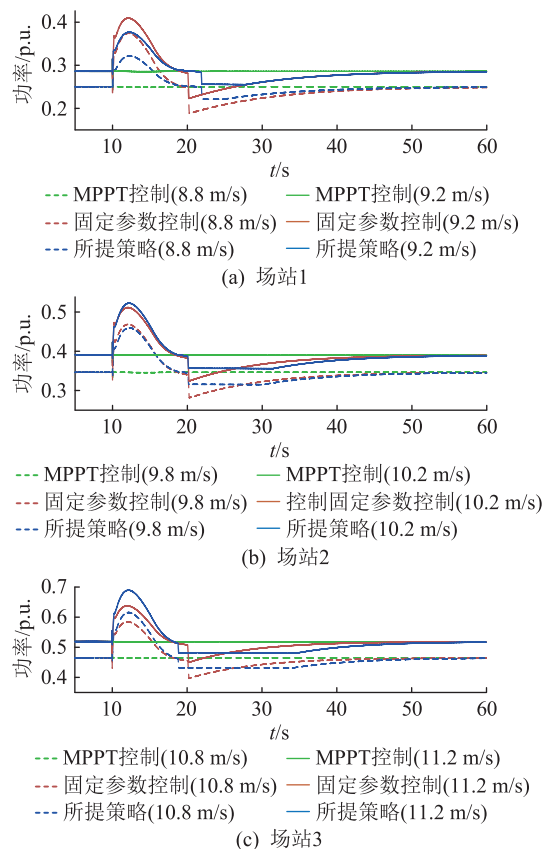 功率/p.u.
0.4
0.3
0.2
10 20 30 40 50 60
t/s
MPPT控制(8.8 m/s) MPPT控制(9.2 m/s)
固定参数控制(8.8 m/s) 固定参数控制(9.2 m/s)
所提策略(8.8 m/s) 所提策略(9.2 m/s)
(a) 场站1
功率/p.u.
0.5
0.4
0.3
10 20 30 40 50 60
t/s
MPPT控制(9.8 m/s) MPPT控制(10.2 m/s)
固定参数控制(9.8 m/s) 控制固定参数控制(10.2 m/s)
所提策略(9.8 m/s) 所提策略(10.2 m/s)
(b) 场站2
功率/p.u.
0.7
0.6
0.5
0.4
10 20 30 40 50 60
t/s
MPPT控制(10.8 m/s) MPPT控制(11.2 m/s)
固定参数控制(10.8 m/s) 固定参数控制(11.2 m/s)
所提策略(10.8 m/s) 所提策略(11.2 m/s)
(c) 场站3